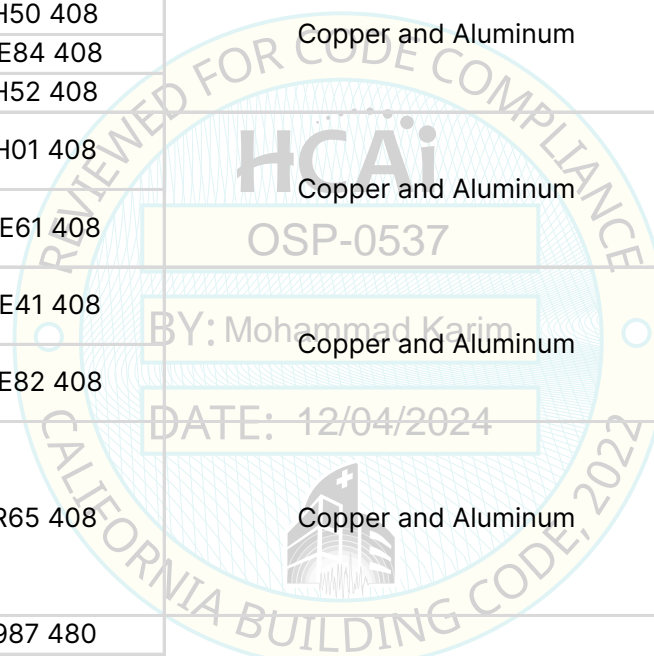 H50 408
Copper and Aluminum
E84 408
H52 408
H01 408
Copper and Aluminum
E61 408
E41 408
Copper and Aluminum
E82 408
R65 408
Copper and Aluminum
987 480
REVIEWED FOR CODE COMPLIANCE
HCAi
OSP-0537
BY: Mohammad Karim
DATE: 12/04/2024
CALIFORNIA BUILDING CODE, 2022